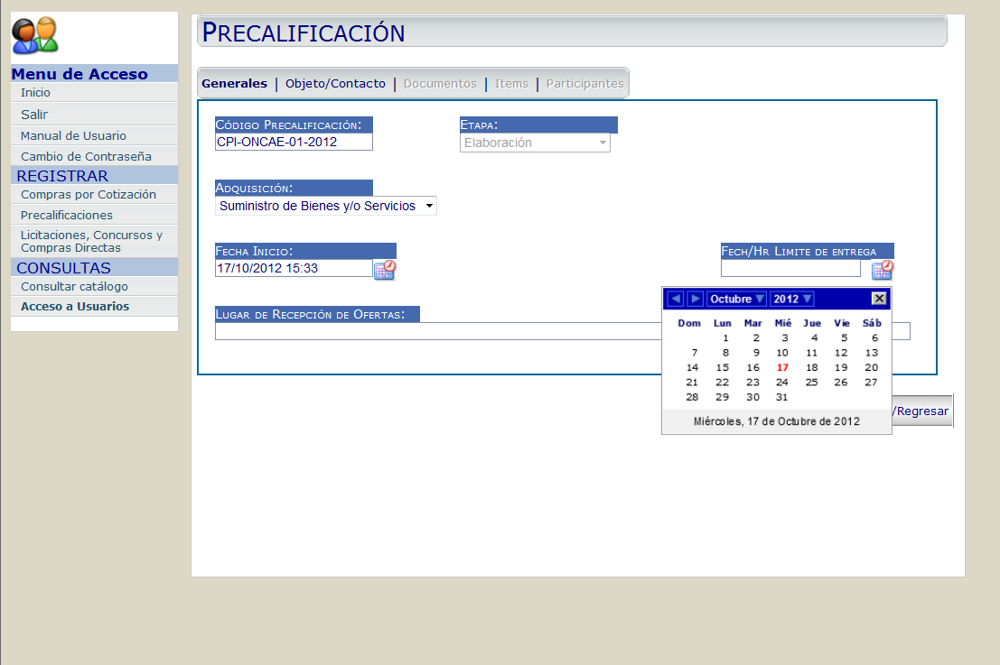 PRECALIFICACIÓN
Menu de Acceso
Inicio
Salir
Manual de Usuario
Cambio de Contraseña
REGISTRAR
Compras por Cotización
Precalificaciones
Licitaciones, Concursos y
Compras Directas
CONSULTAS
Consultar catálogo
Acceso a Usuarios
Generales | Objeto/Contacto | Documentos | Items | Participantes
CÓDIGO PRECALIFICACIÓN:
CPI-ONCAE-01-2012
ETAPA:
Elaboración
ADQUISICIÓN:
Suministro de Bienes y/o Servicios
FECHA INICIO:
17/10/2012 15:33
FECH/HR LIMITE DE ENTREGA
LUGAR DE RECEPCIÓN DE OFERTAS:
Octubre 2012 X
Dom Lun Mar Mié Jue Vie Sáb
1 2 3 4 5 6
7 8 9 10 11 12 13
14 15 16 17 18 19 20
21 22 23 24 25 26 27
28 29 30 31
Miércoles, 17 de Octubre de 2012
/Regresar